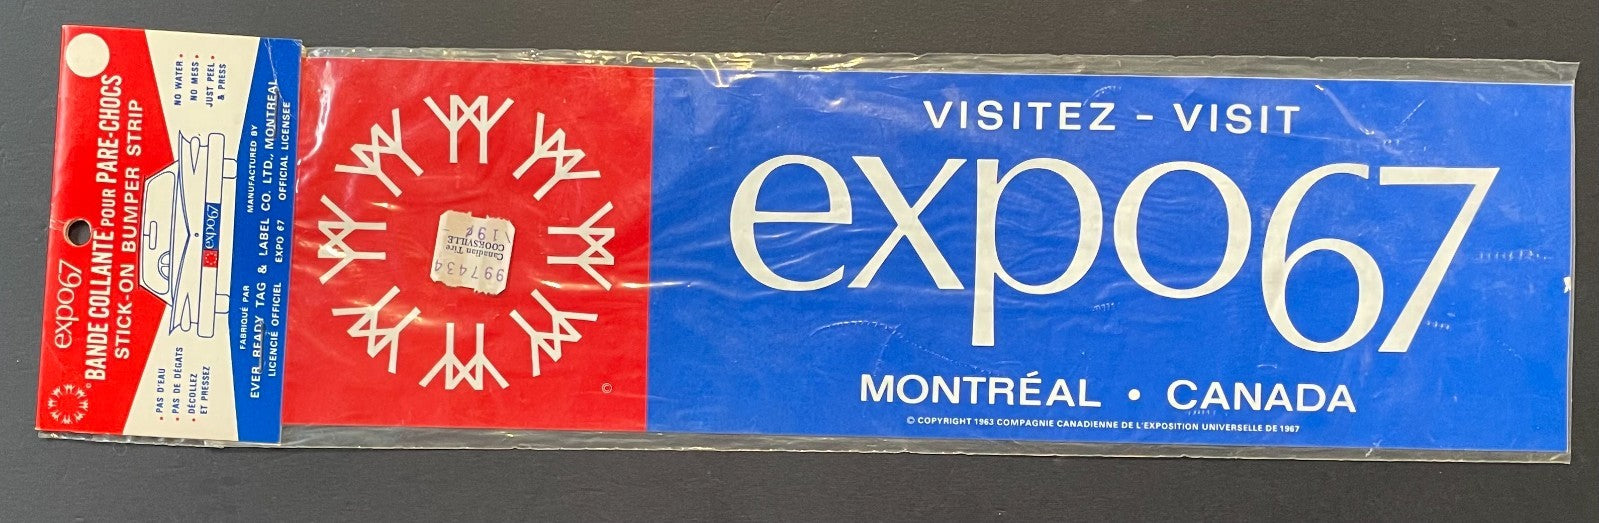 expo67
BANDE COLLANTE POUR PARE-CHOCS
STICK-ON BUMPER STRIP
• PAS D'EAU
• PAS DE DÉGATS
• DÉCOLLEZ
ET PRESSEZ
NO WATER •
NO MESS •
JUST PEEL •
& PRESS
expo67
FABRIQUÉ PAR MANUFACTURED BY
EVER READY TAG & LABEL CO. LTD., MONTREAL
LICENCIÉ OFFICIEL EXPO 67 OFFICIAL LICENSEE
Canadian Tire
COOKSVILLE
19¢
997434
©
VISITEZ - VISIT
expo67
MONTRÉAL • CANADA
© COPYRIGHT 1963 COMPAGNIE CANADIENNE DE L'EXPOSITION UNIVERSELLE DE 1967